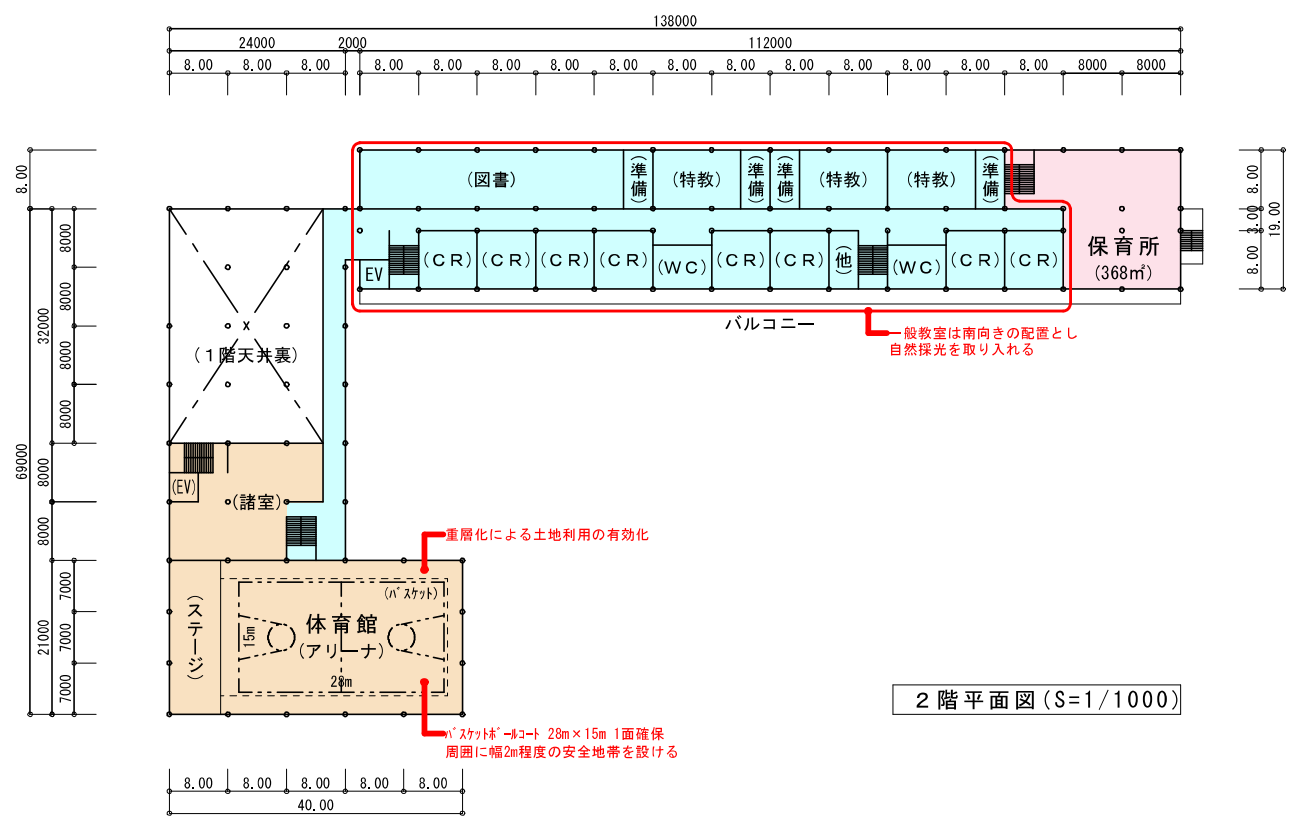 138000
24000 2000 112000
8.00 8.00 8.00 8.00 8.00 8.00 8.00 8.00 8.00 8.00 8.00 8.00 8.00 8.00 8.00 8000 8000
8.00
(図書)
(準備)
(特教)
(準備)
(準備)
(特教)
(特教)
(準備)
8.00
3.00
8.00
19.00
保育所
(368㎡)
EV
(CR)
(CR)
(CR)
(CR)
(WC)
(CR)
(CR)
(他)
(WC)
(CR)
(CR)
バルコニー
一般教室は南向きの配置とし
自然採光を取り入れる
8000
8000
8000
8000
32000
69000
(1階天井裏)
8000
8000
(EV)
(諸室)
重層化による土地利用の有効化
7000
7000
7000
21000
(ステージ)
(バスケット)
体育館
(アリーナ)
15m
28m
バスケットボールコート 28m×15m 1面確保
周囲に幅2m程度の安全地帯を設ける
2階平面図(S=1/1000)
8.00 8.00 8.00 8.00 8.00
40.00